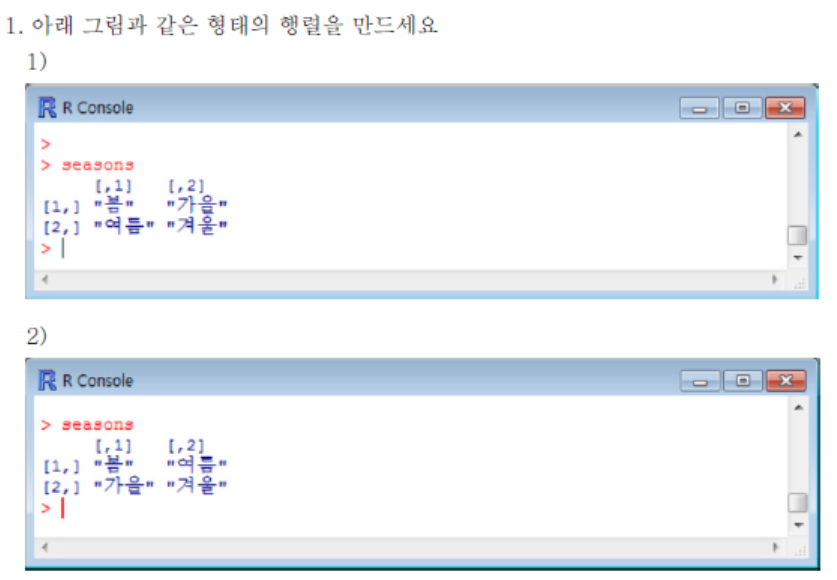 1. 아래 그림과 같은 형태의 행렬을 만드세요
1)
R R Console
>
> seasons
[,1] [,2]
[1,] "봄" "가을"
[2,] "여름" "겨울"
>
2)
R R Console
> seasons
[,1] [,2]
[1,] "봄" "여름"
[2,] "가을" "겨울"
>